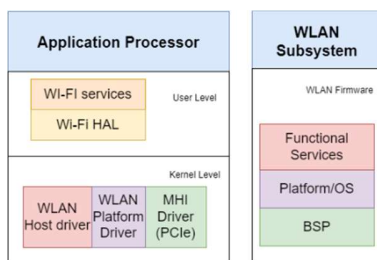 Application Processor
WI-FI services
User Level
Wi-Fi HAL
Kernel Level
WLAN
Host driver
WLAN
Platform
Driver
MHI
Driver
(PCIe)
WLAN
Subsystem
WLAN Firmware
Functional
Services
Platform/OS
BSP